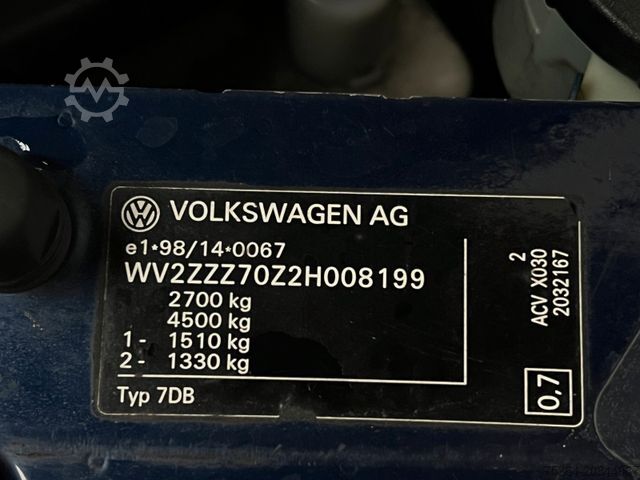 VOLKSWAGEN AG
e1*98/14*0067
WV2ZZZ70Z2H008199
2700 kg
4500 kg
1 - 1510 kg
2 - 1330 kg
Typ 7DB
2
ACV X030
2032167
0,7